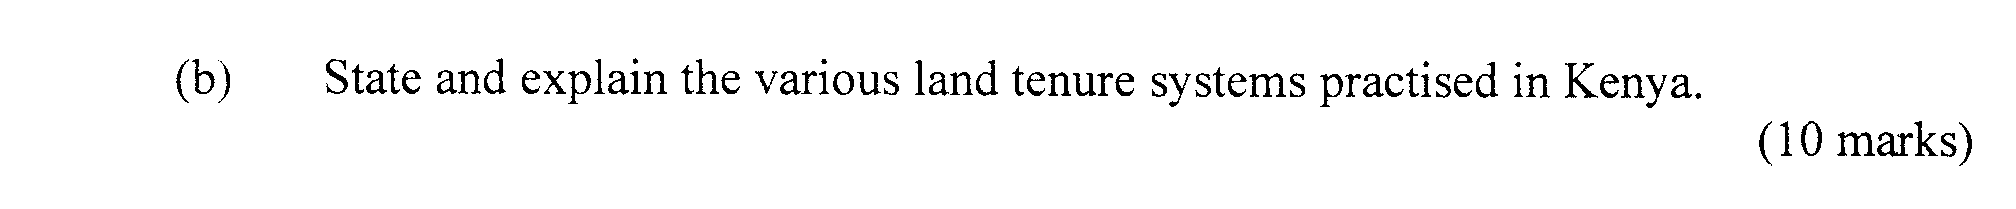 (b) State and explain the various land tenure systems practised in Kenya.
(10 marks)